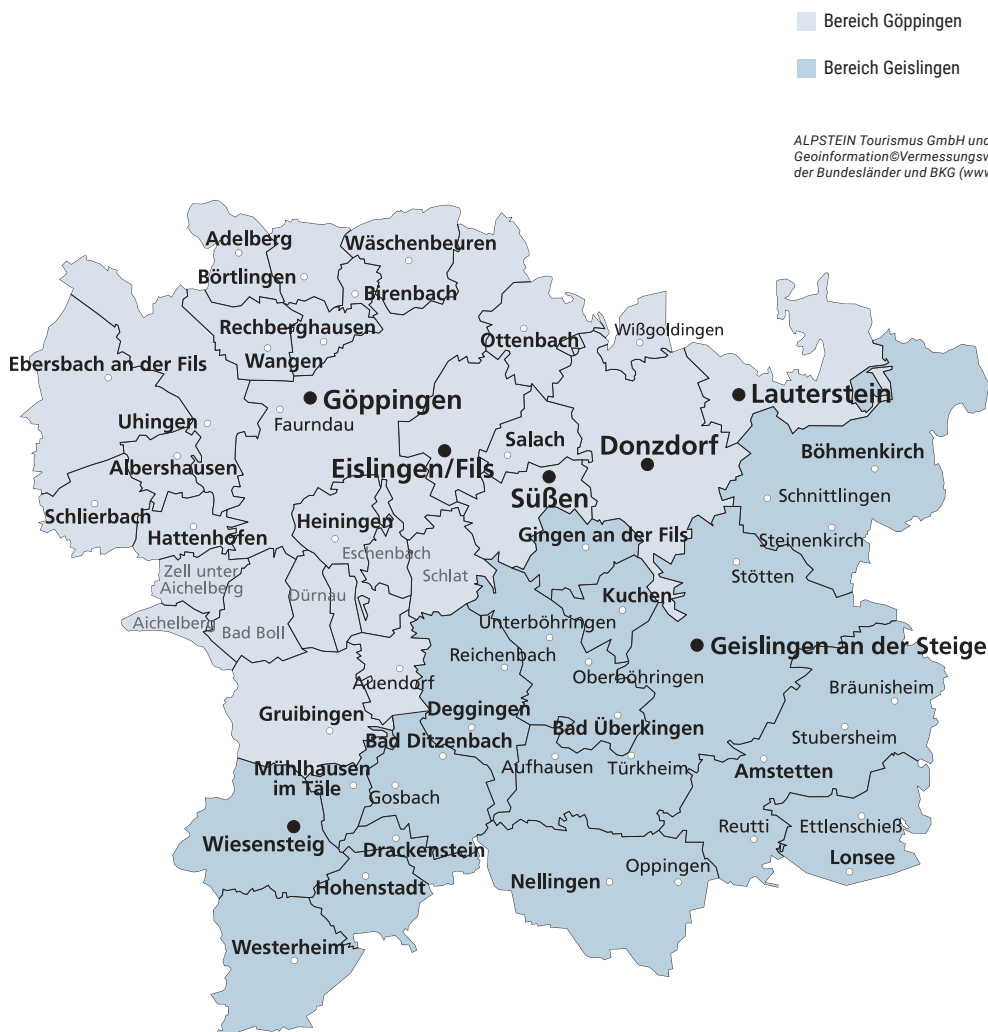 Bereich Göppingen
Bereich Geislingen
ALPSTEIN Tourismus GmbH und
der Bundesländer und BKG (www
Adelberg
Wäschenbeuren
Börtlingen
Birenbach
Rechberghausen
Wißgoldingen
Ottenbach
Wangen
Ebersbach an der Fils
Lauterstein
Göppingen
Uhingen
Faurndau
Salach
Donzdorf
Böhmenkirch
Albershausen
Eislingen/Fils
Süßen
Schnittlingen
Schlierbach
Heiningen
Hattenhofen
Gingen an der Fils
Steinenkirch
Eschenbach
Zell unter
Aichelberg
Schlat
Stötten
Dürnau
Kuchen
Aichelberg
Bad Boll
Unterböhringen
Geislingen an der Steige
Reichenbach
Auendorf
Oberböhringen
Bräunisheim
Gruibingen
Deggingen
Bad Überkingen
Stubersheim
Bad Ditzenbach
Mühlhausen
im Täle
Aufhausen
Türkheim
Amstetten
Gosbach
Wiesensteig
Drackenstein
Reutti
Ettlenschieß
Lonsee
Hohenstadt
Nellingen
Oppingen
Westerheim